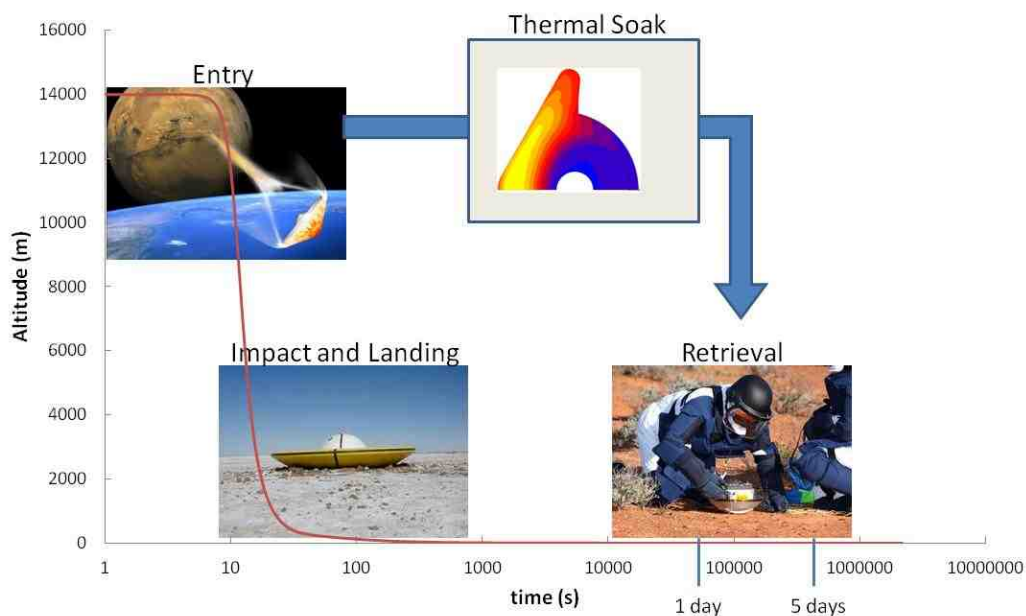 Thermal Soak
16000
Entry
14000
12000
10000
8000
6000
4000
2000
0
Altitude (m)
Impact and Landing
Retrieval
1 10 100 1000 10000 100000 1000000 10000000
time (s)
1 day 5 days